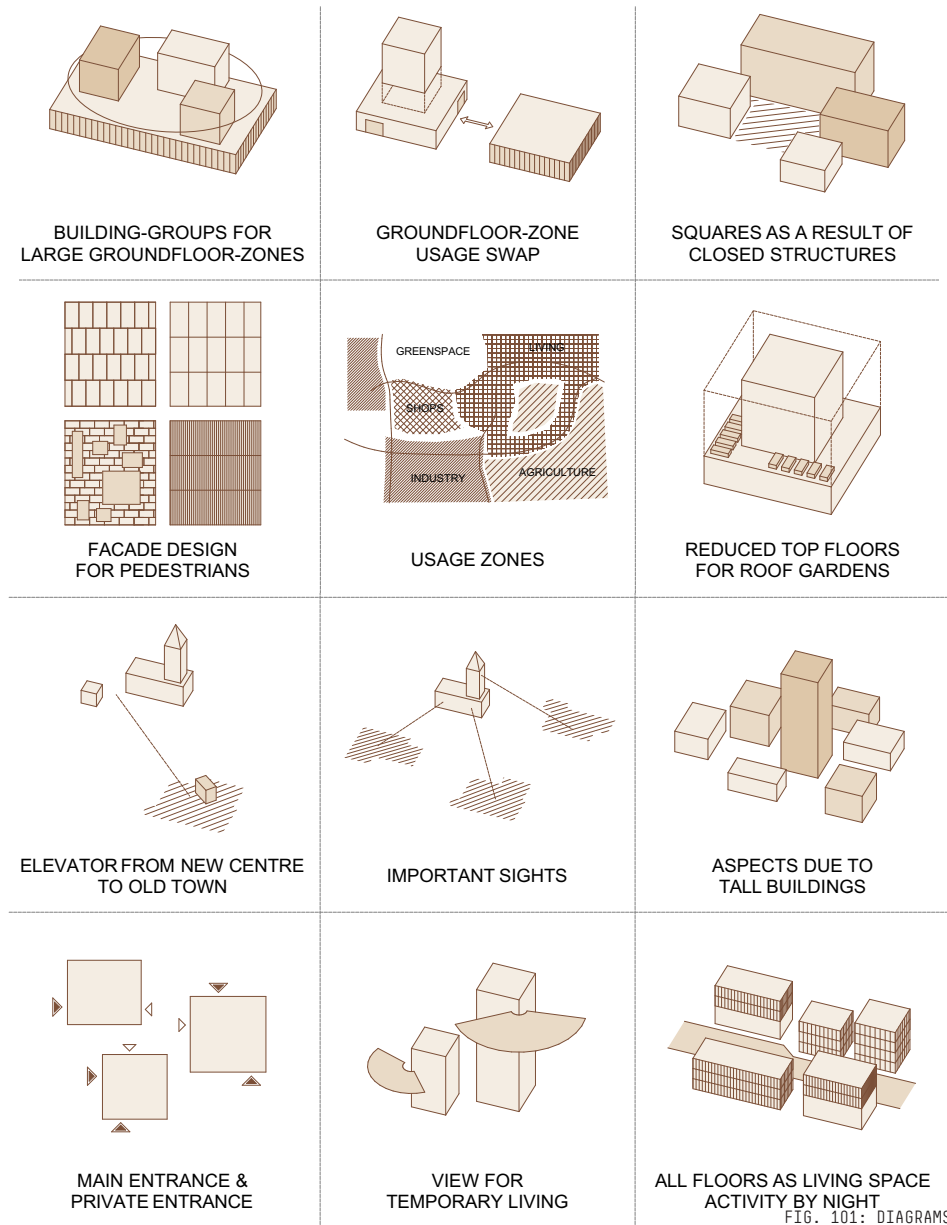 BUILDING-GROUPS FOR
LARGE GROUNDFLOOR-ZONES
GROUNDFLOOR-ZONE
USAGE SWAP
SQUARES AS A RESULT OF
CLOSED STRUCTURES
FACADE DESIGN
FOR PEDESTRIANS
GREENSPACE
LIVING
SHOPS
INDUSTRY
AGRICULTURE
USAGE ZONES
REDUCED TOP FLOORS
FOR ROOF GARDENS
ELEVATOR FROM NEW CENTRE
TO OLD TOWN
IMPORTANT SIGHTS
ASPECTS DUE TO
TALL BUILDINGS
MAIN ENTRANCE &
PRIVATE ENTRANCE
VIEW FOR
TEMPORARY LIVING
ALL FLOORS AS LIVING SPACE
ACTIVITY BY NIGHT
FIG. 101: DIAGRAMS